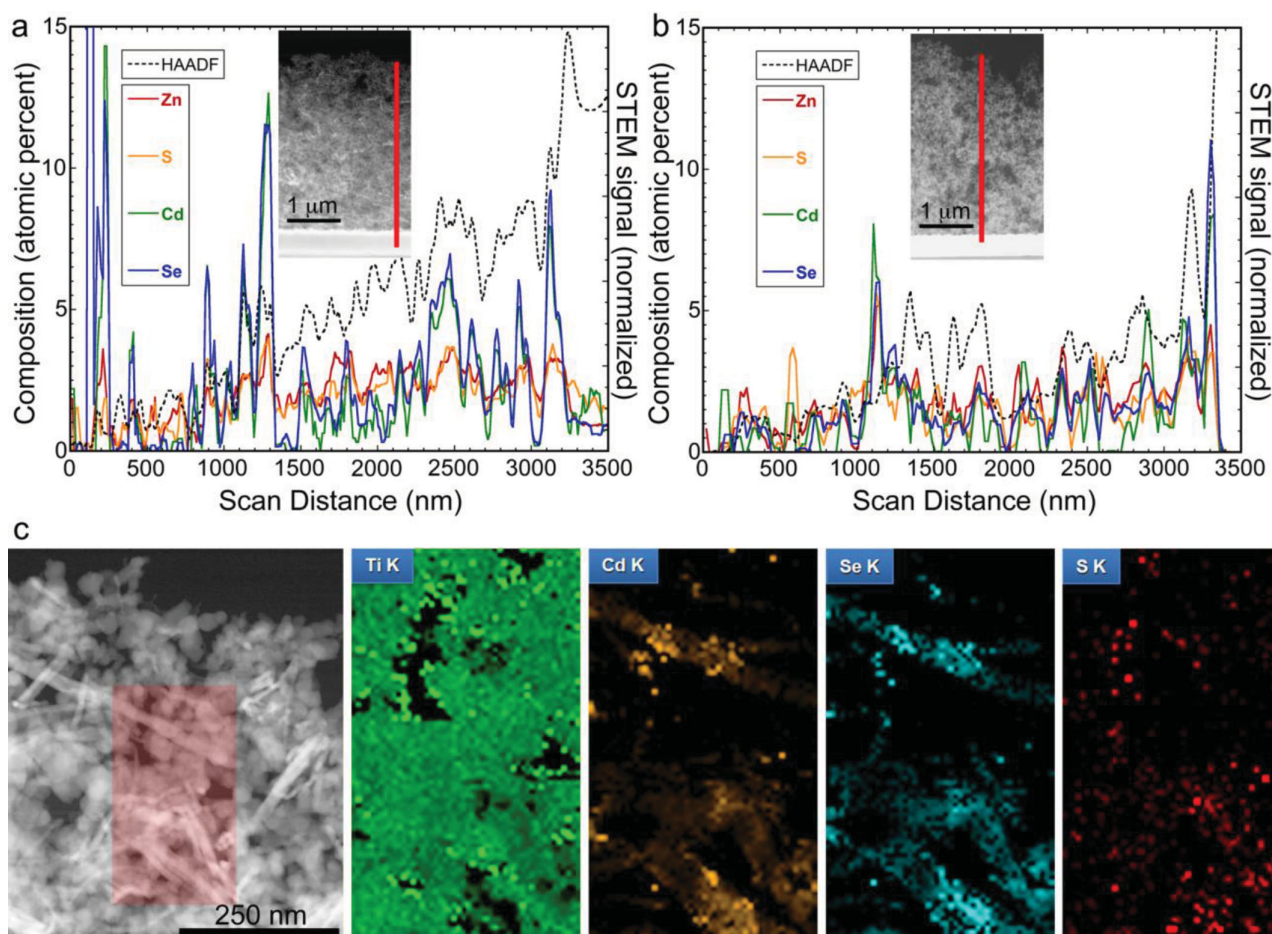 a
15
10
5
0
Composition (atomic percent)
HAADF
Zn
S
Cd
Se
1 µm
STEM signal (normalized)
0 500 1000 1500 2000 2500 3000 3500
Scan Distance (nm)
b
15
10
5
0
Composition (atomic percent)
HAADF
Zn
S
Cd
Se
1 µm
STEM signal (normalized)
0 500 1000 1500 2000 2500 3000 3500
Scan Distance (nm)
c
250 nm
Ti K
Cd K
Se K
S K